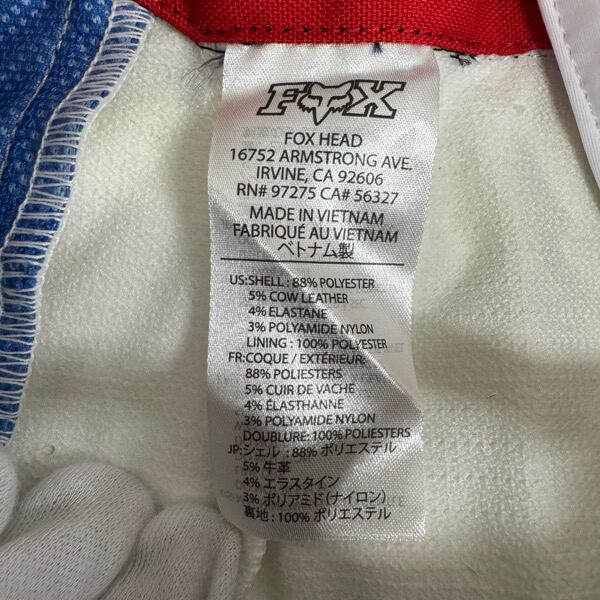 FOX
FOX HEAD
16752 ARMSTRONG AVE.
IRVINE, CA 92606
RN# 97275 CA# 56327
MADE IN VIETNAM
FABRIQUÉ AU VIETNAM
ベトナム製
US:SHELL : 88% POLYESTER
5% COW LEATHER
4% ELASTANE
3% POLYAMIDE NYLON
LINING : 100% POLYESTER
FR:COQUE / EXTÉRIEUR:
88% POLIESTERS
5% CUIR DE VACHE
4% ÉLASTHANNE
3% POLYAMIDE NYLON
DOUBLURE: 100% POLIESTERS
JP:シェル : 88% ポリエステル
5% 牛革
4% エラスタイン
3% ポリアミド(ナイロン)
裏地 : 100% ポリエステル